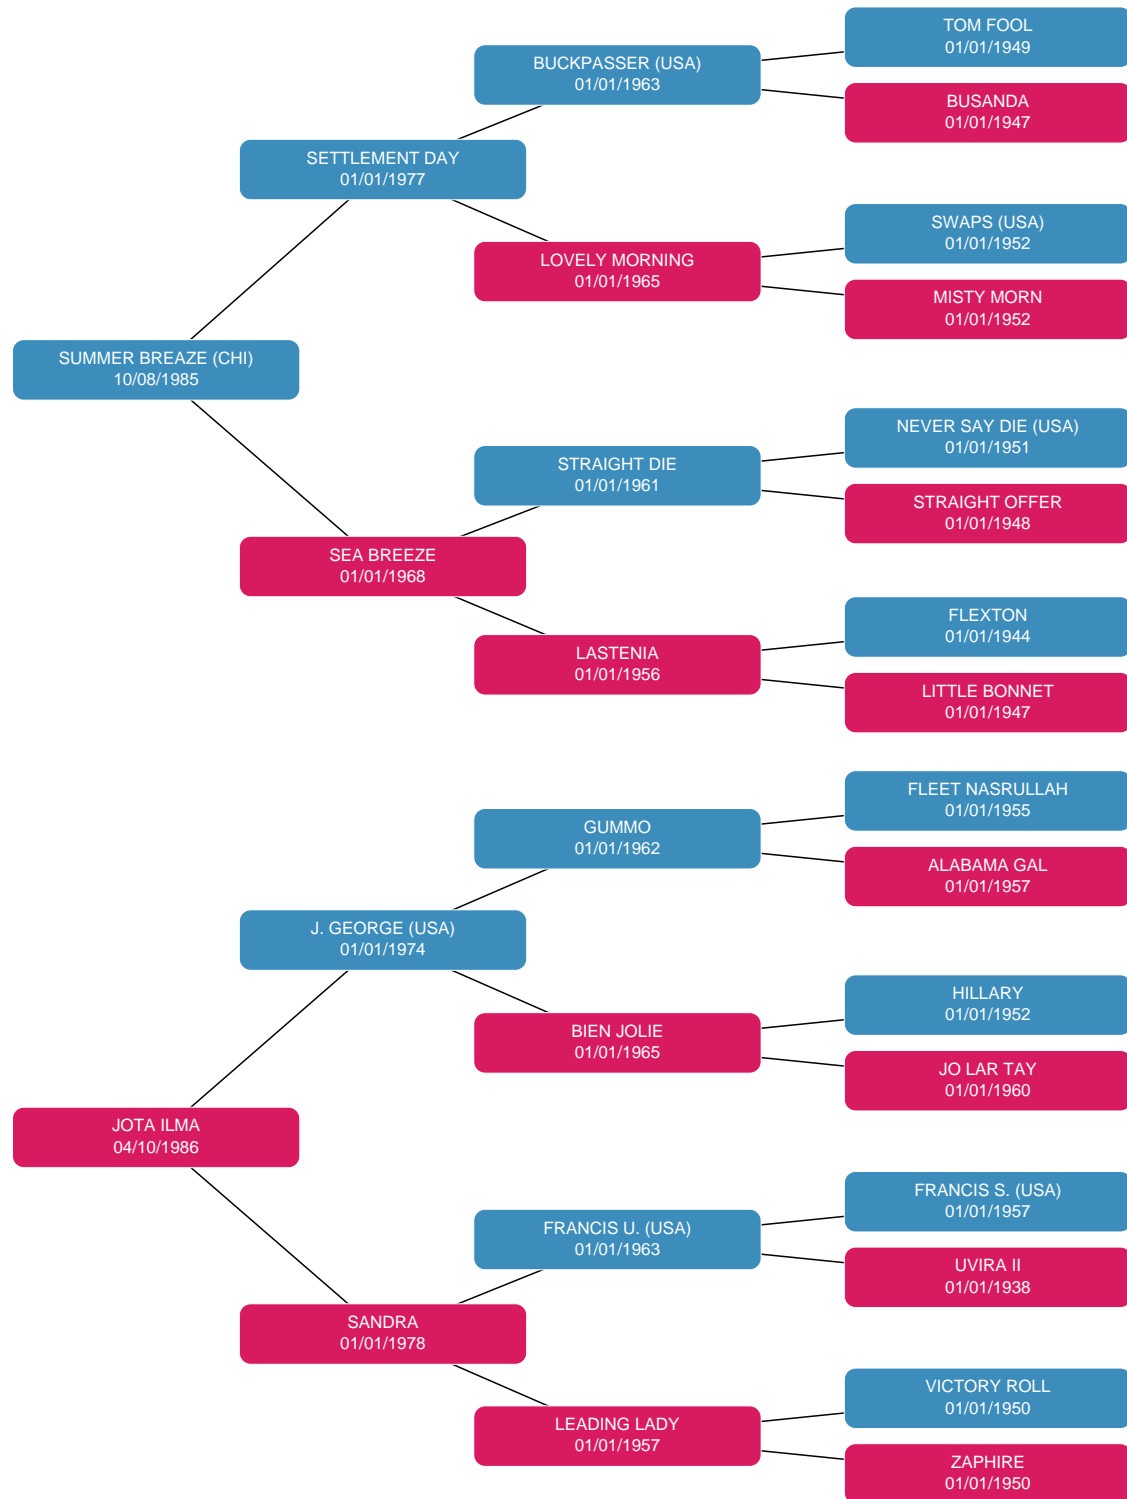 TOM FOOL
01/01/1949
BUCKPASSER (USA)
01/01/1963
BUSANDA
01/01/1947
SETTLEMENT DAY
01/01/1977
SWAPS (USA)
01/01/1952
LOVELY MORNING
01/01/1965
MISTY MORN
01/01/1952
SUMMER BREAZE (CHI)
10/08/1985
NEVER SAY DIE (USA)
01/01/1951
STRAIGHT DIE
01/01/1961
STRAIGHT OFFER
01/01/1948
SEA BREEZE
01/01/1968
FLEXTON
01/01/1944
LASTENIA
01/01/1956
LITTLE BONNET
01/01/1947
FLEET NASRULLAH
01/01/1955
GUMMO
01/01/1962
ALABAMA GAL
01/01/1957
J. GEORGE (USA)
01/01/1974
HILLARY
01/01/1952
BIEN JOLIE
01/01/1965
JO LAR TAY
01/01/1960
JOTA ILMA
04/10/1986
FRANCIS S. (USA)
01/01/1957
FRANCIS U. (USA)
01/01/1963
UVIRA II
01/01/1938
SANDRA
01/01/1978
VICTORY ROLL
01/01/1950
LEADING LADY
01/01/1957
ZAPHIRE
01/01/1950